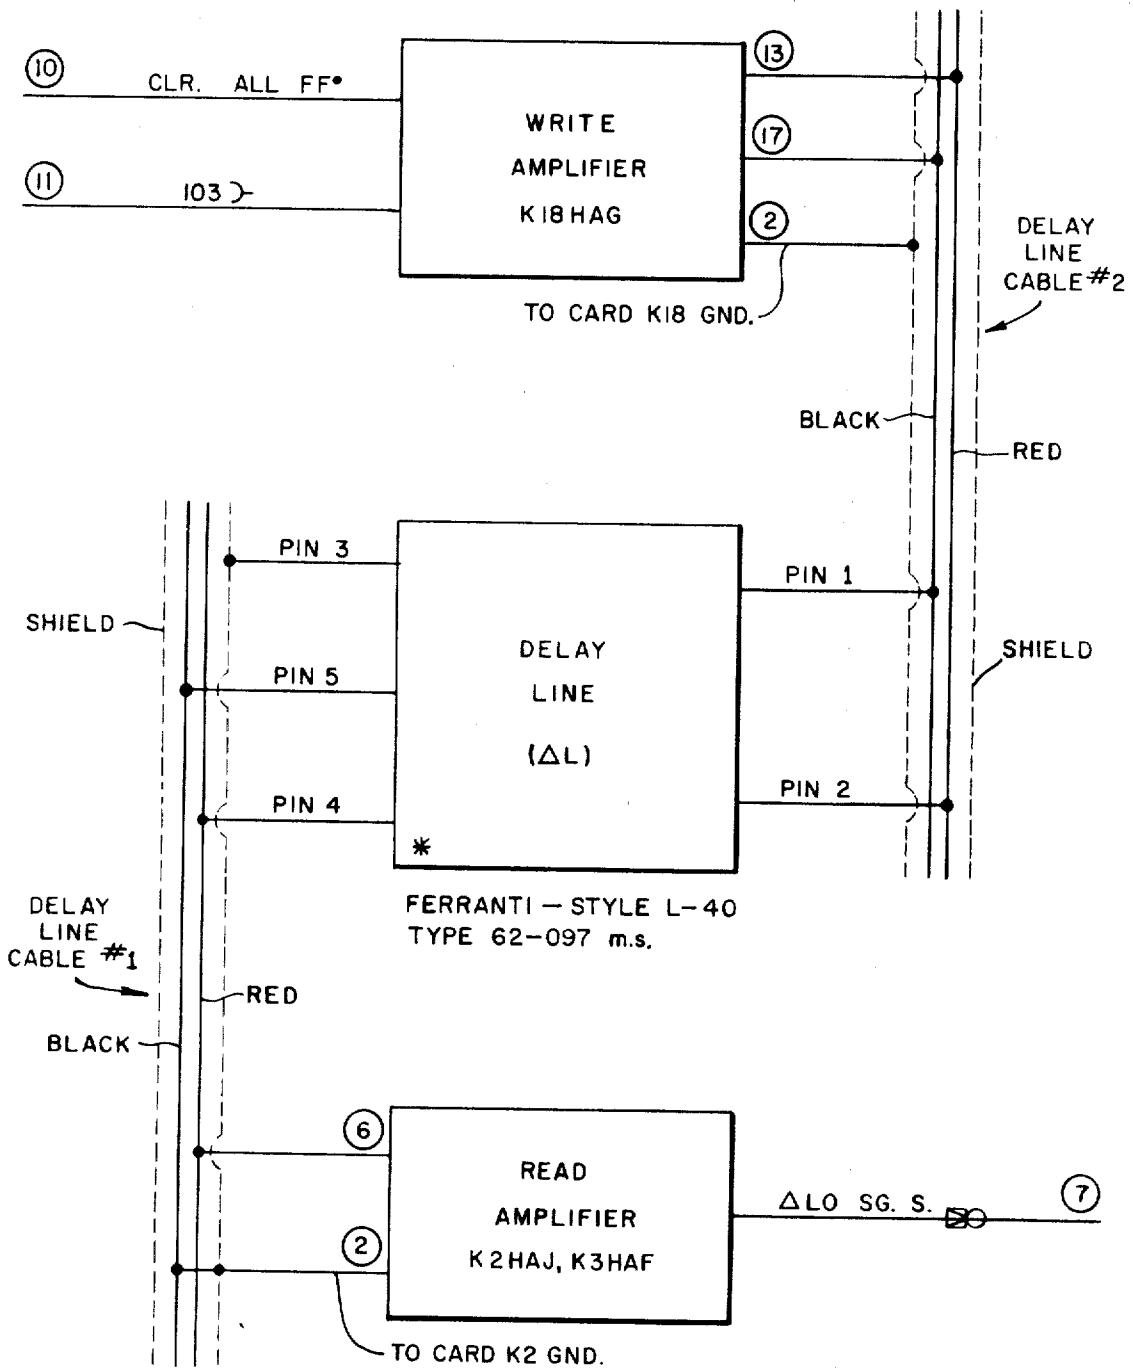 10
CLR. ALL FF•
11
103
WRITE
AMPLIFIER
K18HAG
13
17
2
TO CARD K18 GND.
DELAY
LINE
CABLE #2
BLACK
RED
SHIELD
PIN 3
PIN 5
PIN 4
SHIELD
DELAY
LINE
(△L)
*
PIN 1
PIN 2
FERRANTI — STYLE L-40
TYPE 62-097 m.s.
DELAY
LINE
CABLE #1
RED
BLACK
6
2
READ
AMPLIFIER
K2HAJ, K3HAF
△LO SG. S.
7
TO CARD K2 GND.